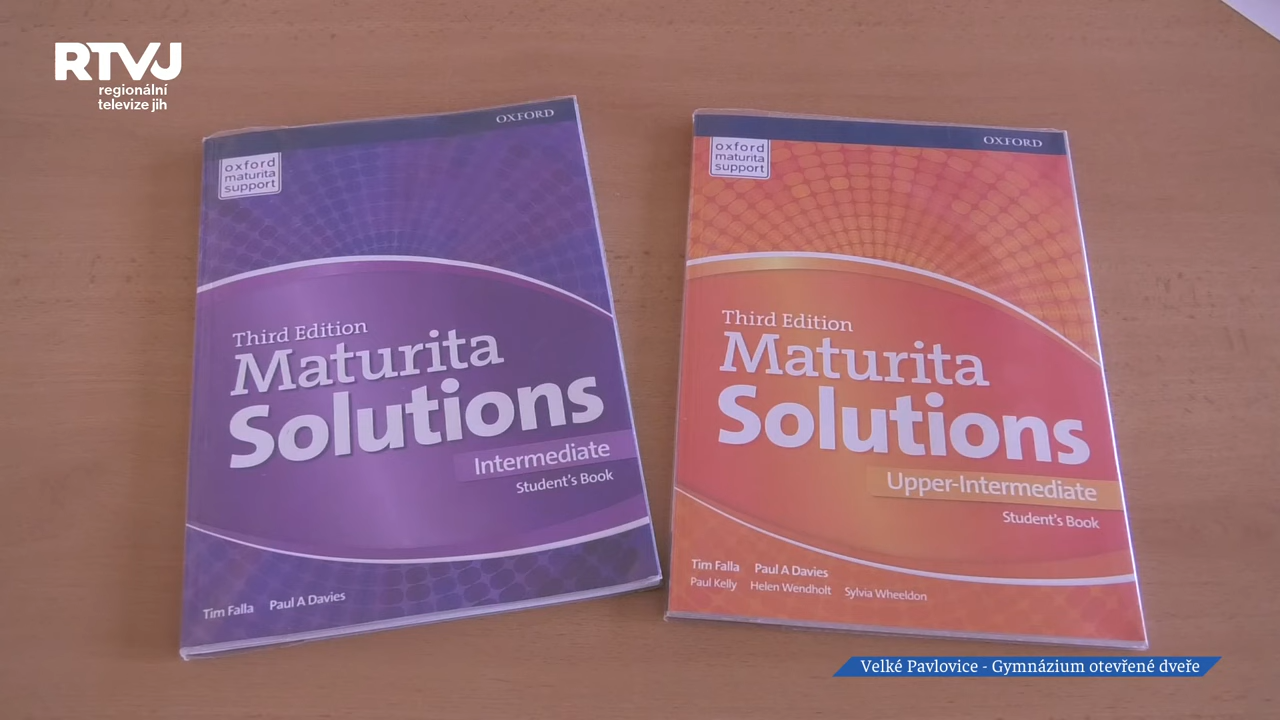 RTVJ
regionální
televize jih
OXFORD
oxford
maturita
support
Third Edition
Maturita
Solutions
Intermediate
Student's Book
Tim Falla Paul A Davies
OXFORD
oxford
maturita
support
Third Edition
Maturita
Solutions
Upper-Intermediate
Student's Book
Tim Falla Paul A Davies
Paul Kelly Helen Wendholt Sylvia Wheeldon
Velké Pavlovice - Gymnázium otevřené dveře